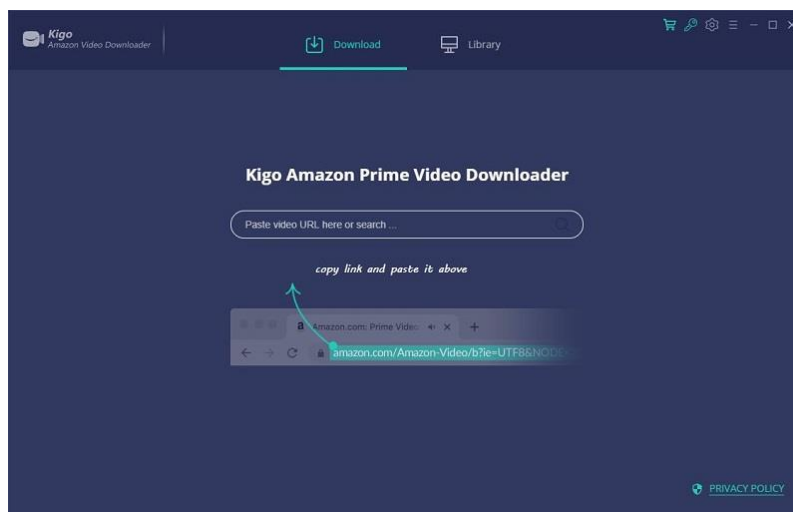 Kigo
Amazon Video Downloader
Download
Library
Kigo Amazon Prime Video Downloader
Paste video URL here or search ...
copy link and paste it above
a Amazon.com: Prime Video
amazon.com/Amazon-Video/b?ie=UTF8&NODE
PRIVACY POLICY